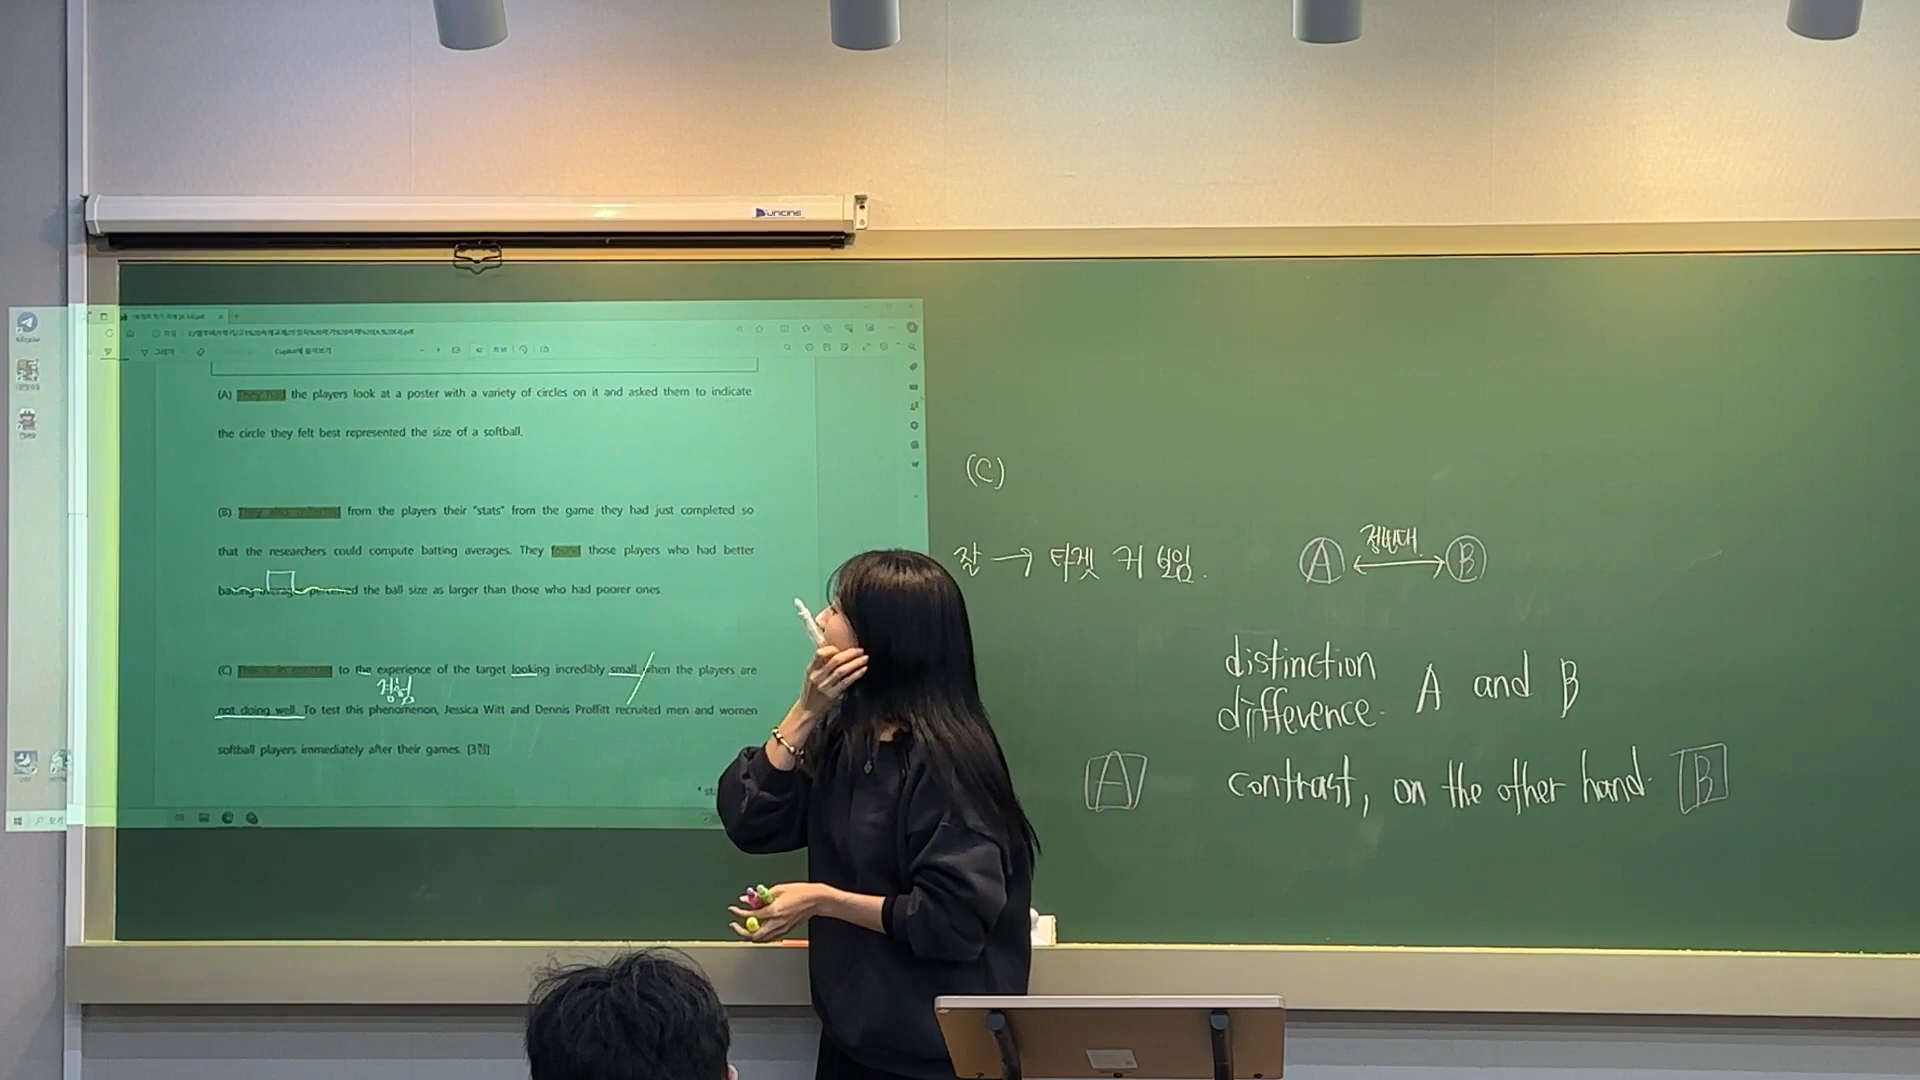 UNCINE
(A) They had the players look at a poster with a variety of circles on it and asked them to indicate
the circle they felt best represented the size of a softball.
(B) They also collected from the players their "stats" from the game they had just completed so
that the researchers could compute batting averages. They found those players who had better
batting averages perceived the ball size as larger than those who had poorer ones.
(C) This is in contrast to the experience of the target looking incredibly small when the players are
경험
not doing well. To test this phenomenon, Jessica Witt and Dennis Proffitt recruited men and women
softball players immediately after their games. [3점]
(C)
잘 → 타겟 커 보임.
정반대
A ↔ B
distinction
difference. A and B
A contrast, on the other hand. B